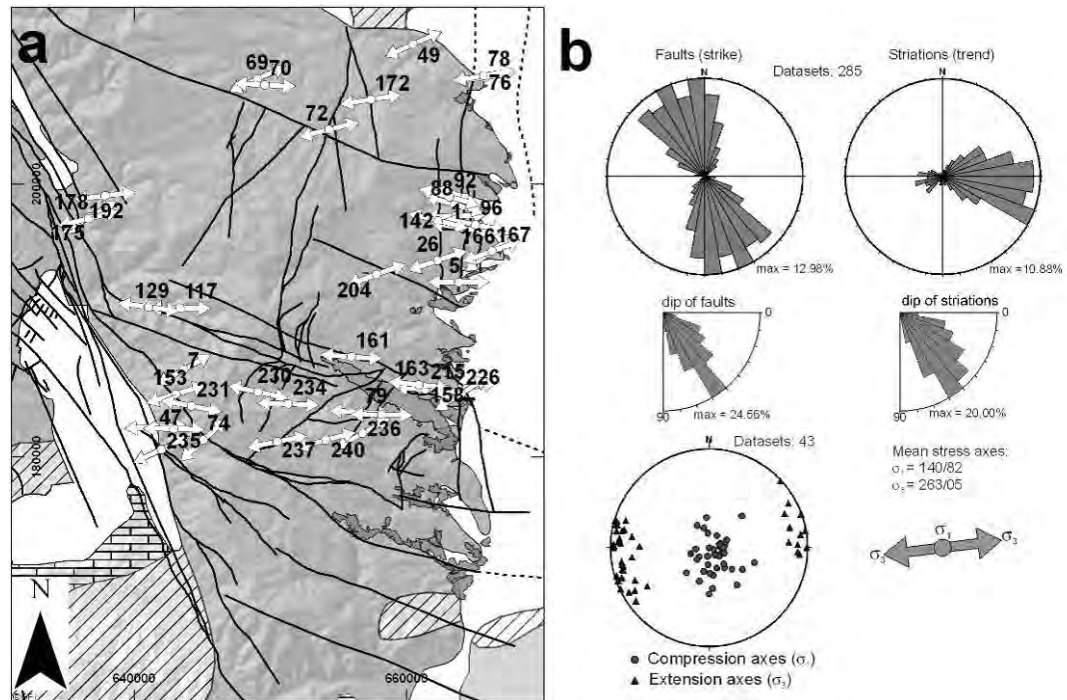 a
49
78
69
70
76
172
72
200000
178
192
175
92
88
1
96
142
166
167
26
5
204
129
117
161
7
153
231
230
234
163
215
226
158
79
47
74
235
236
237
240
180000
N
640000
660000
b
Faults (strike)
Striations (trend)
Datasets: 285
N
N
max = 12.98%
max = 10.88%
dip of faults
dip of striations
0
0
90
max = 24.56%
90
max = 20.00%
N
Datasets: 43
Mean stress axes:
σ₁ = 140/82
= 263/05
σ₁
σ₃
σ₃
Compression axes (σ
Extension axes (σ₃)